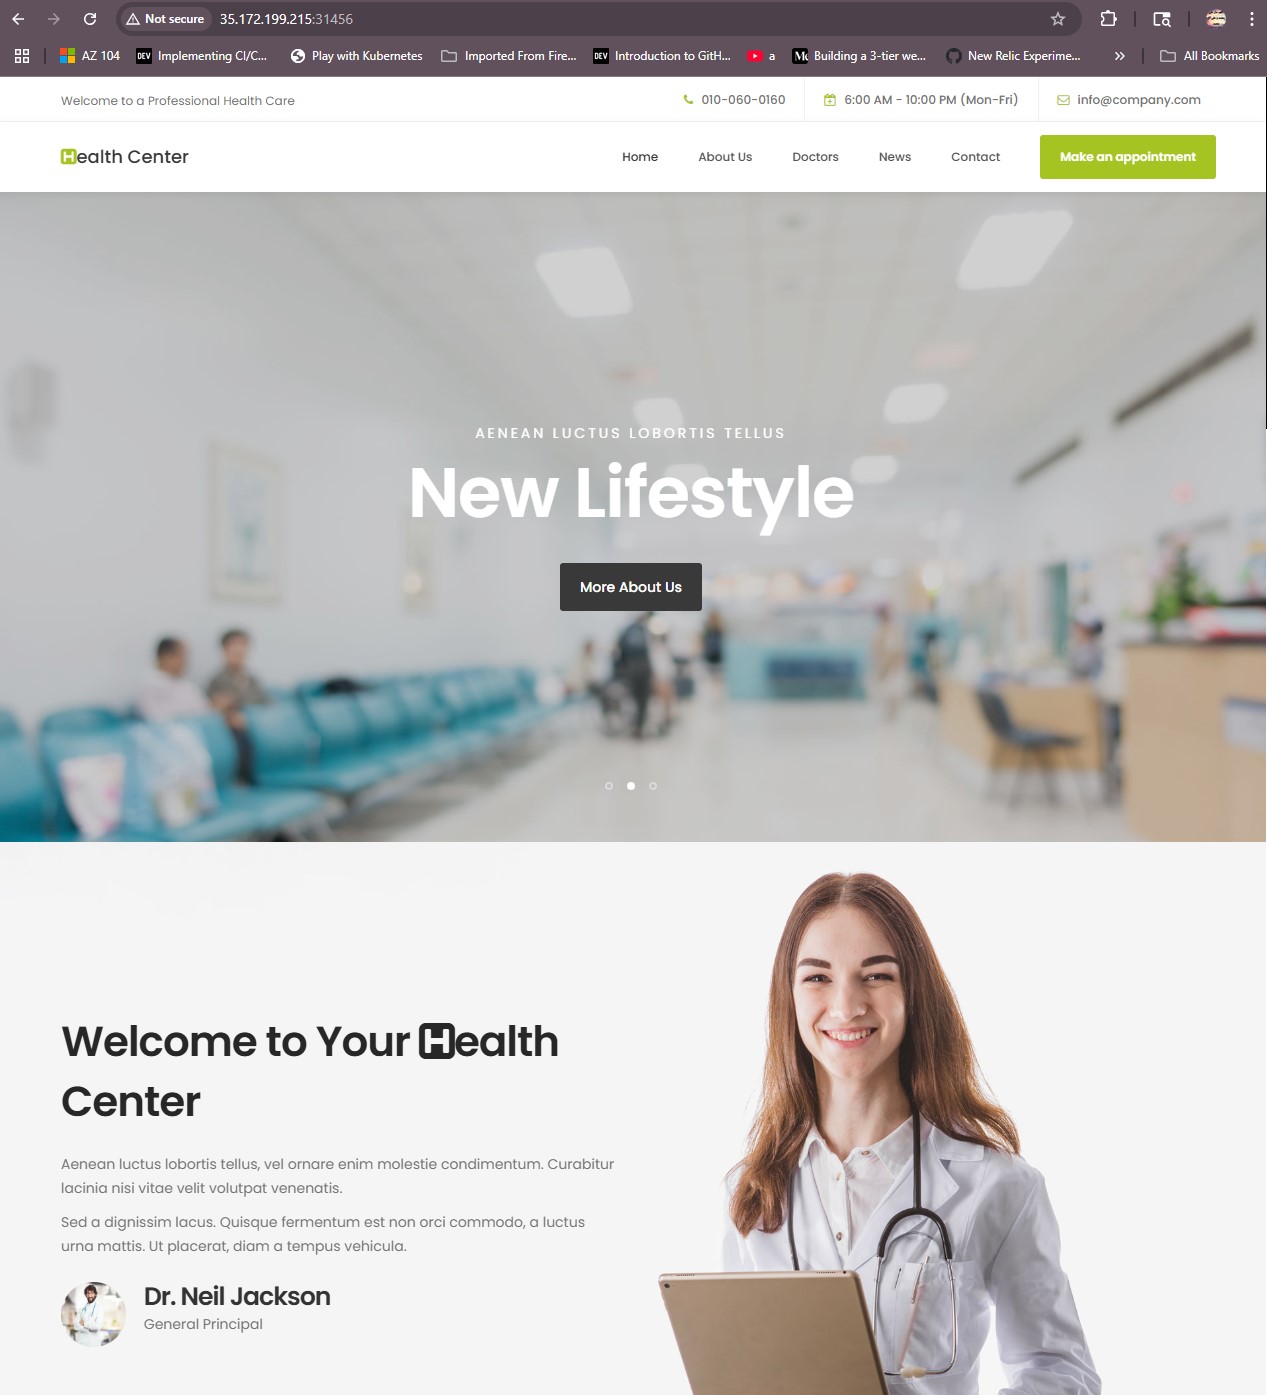 Not secure 35.172.199.215:31456
AZ 104 Implementing CI/C... Play with Kubernetes Imported From Fire... Introduction to GitH... a Building a 3-tier we... New Relic Experime... » All Bookmarks
Welcome to a Professional Health Care 010-060-0160 6:00 AM - 10:00 PM (Mon-Fri) info@company.com
Health Center Home About Us Doctors News Contact Make an appointment
AENEAN LUCTUS LOBORTIS TELLUS
New Lifestyle
More About Us
Welcome to Your Health
Center
Aenean luctus lobortis tellus, vel ornare enim molestie condimentum. Curabitur
lacinia nisi vitae velit volutpat venenatis.
Sed a dignissim lacus. Quisque fermentum est non orci commodo, a luctus
urna mattis. Ut placerat, diam a tempus vehicula.
Dr. Neil Jackson
General Principal